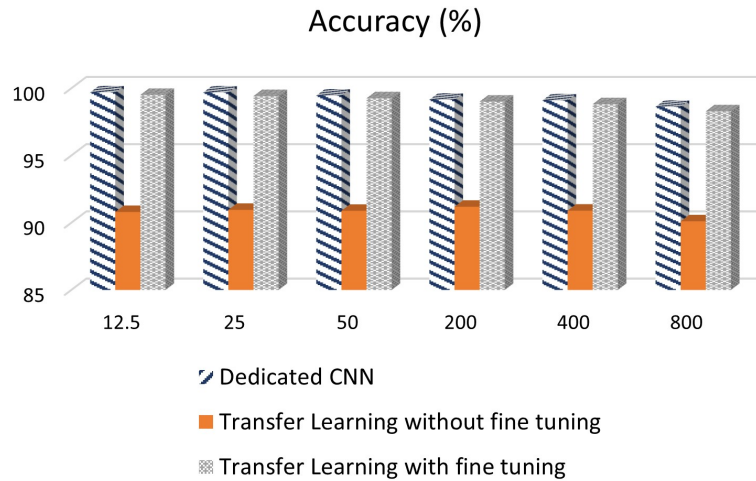 Accuracy (%)
100
95
90
85
12.5 25 50 200 400 800
Dedicated CNN
Transfer Learning without fine tuning
Transfer Learning with fine tuning